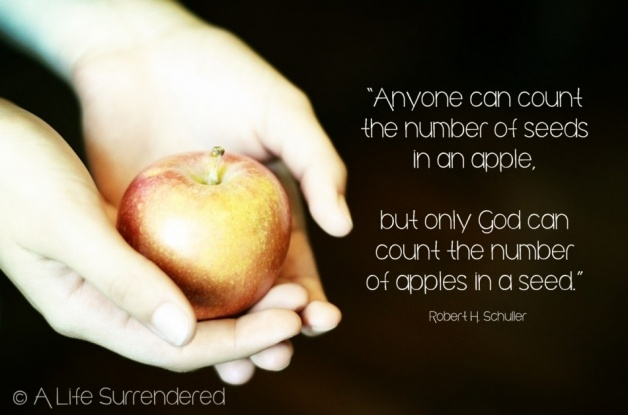 “Anyone can count
the number of seeds
in an apple,
but only God can
count the number
of apples in a seed.”
Robert H. Schuller
© A Life Surrendered